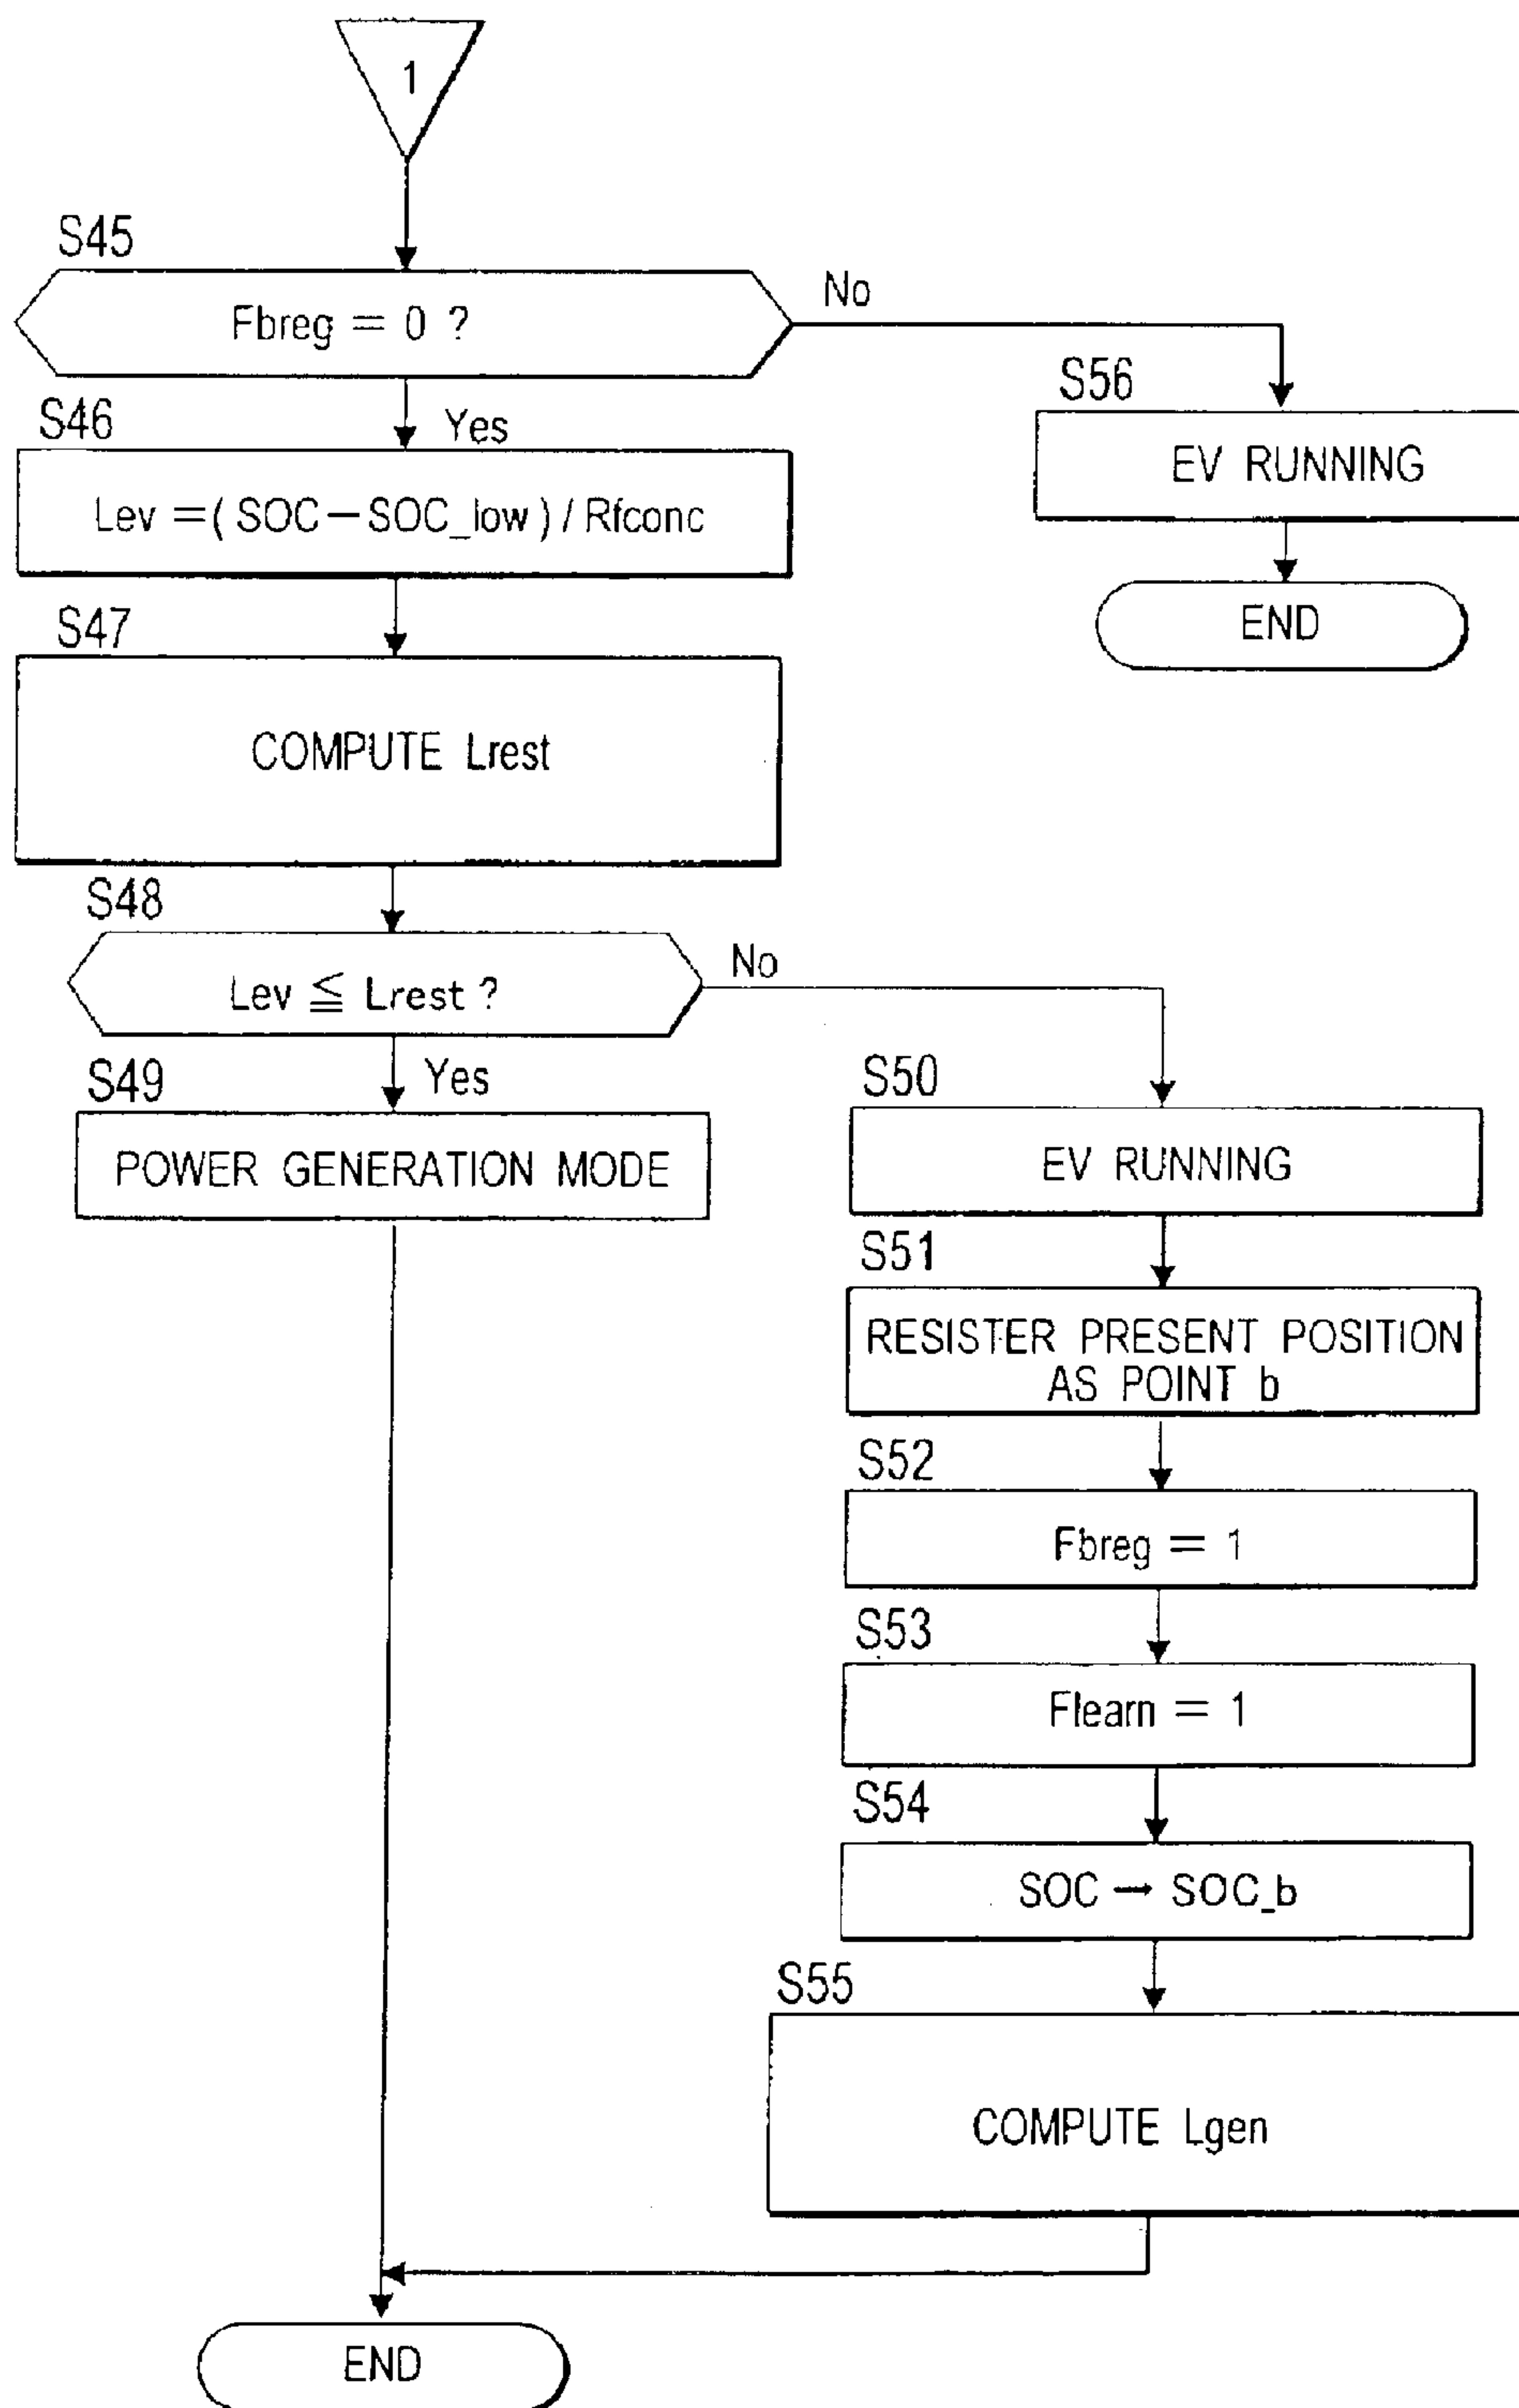 1
S45
Fbreg = 0 ?
No
S56
EV RUNNING
END
Yes
S46
Lev =( SOC－SOC_low ) / Rfconc
S47
COMPUTE Lrest
S48
Lev ≦ Lrest ?
No
Yes
S49
POWER GENERATION MODE
S50
EV RUNNING
S51
RESISTER PRESENT POSITION
AS POINT b
S52
Fbreg = 1
S53
Flearn = 1
S54
SOC → SOC_b
S55
COMPUTE Lgen
END